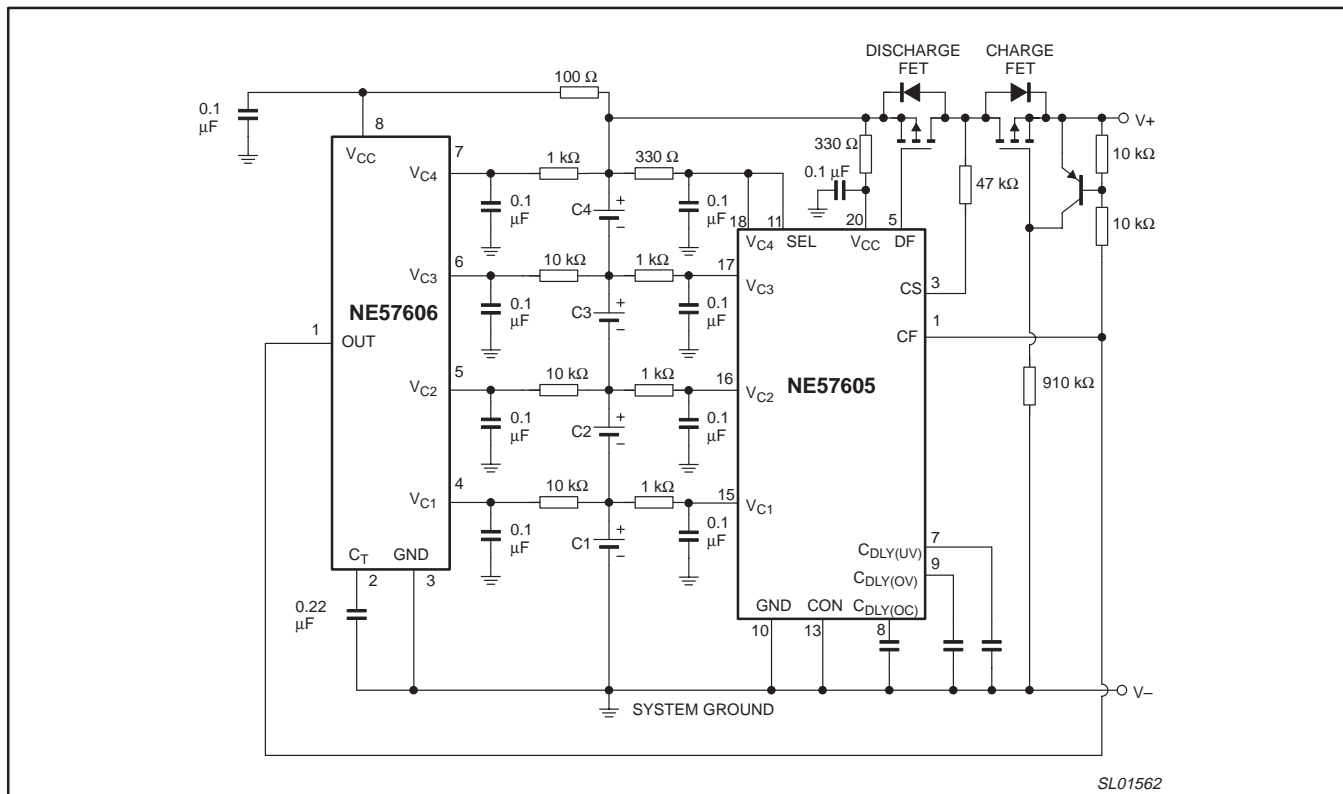 DISCHARGE
FET
CHARGE
FET
100 Ω
V+
0.1
μF
8
VCC
7
VC4
1 kΩ
330 Ω
330 Ω
0.1 μF
47 kΩ
10 kΩ
10 kΩ
0.1
μF
C4
+
–
0.1
μF
18
11
20
5
VC4
SEL
VCC
DF
6
VC3
10 kΩ
1 kΩ
17
VC3
CS
3
NE57606
0.1
μF
C3
+
–
0.1
μF
CF
1
1
OUT
5
VC2
10 kΩ
1 kΩ
16
VC2
NE57605
910 kΩ
0.1
μF
C2
+
–
0.1
μF
4
VC1
10 kΩ
1 kΩ
15
VC1
0.1
μF
C1
+
–
0.1
μF
CT
GND
2
3
0.22
μF
CDLY(UV)
7
CDLY(OV)
9
GND
CON
CDLY(OC)
10
13
8
V–
SYSTEM GROUND
SL01562